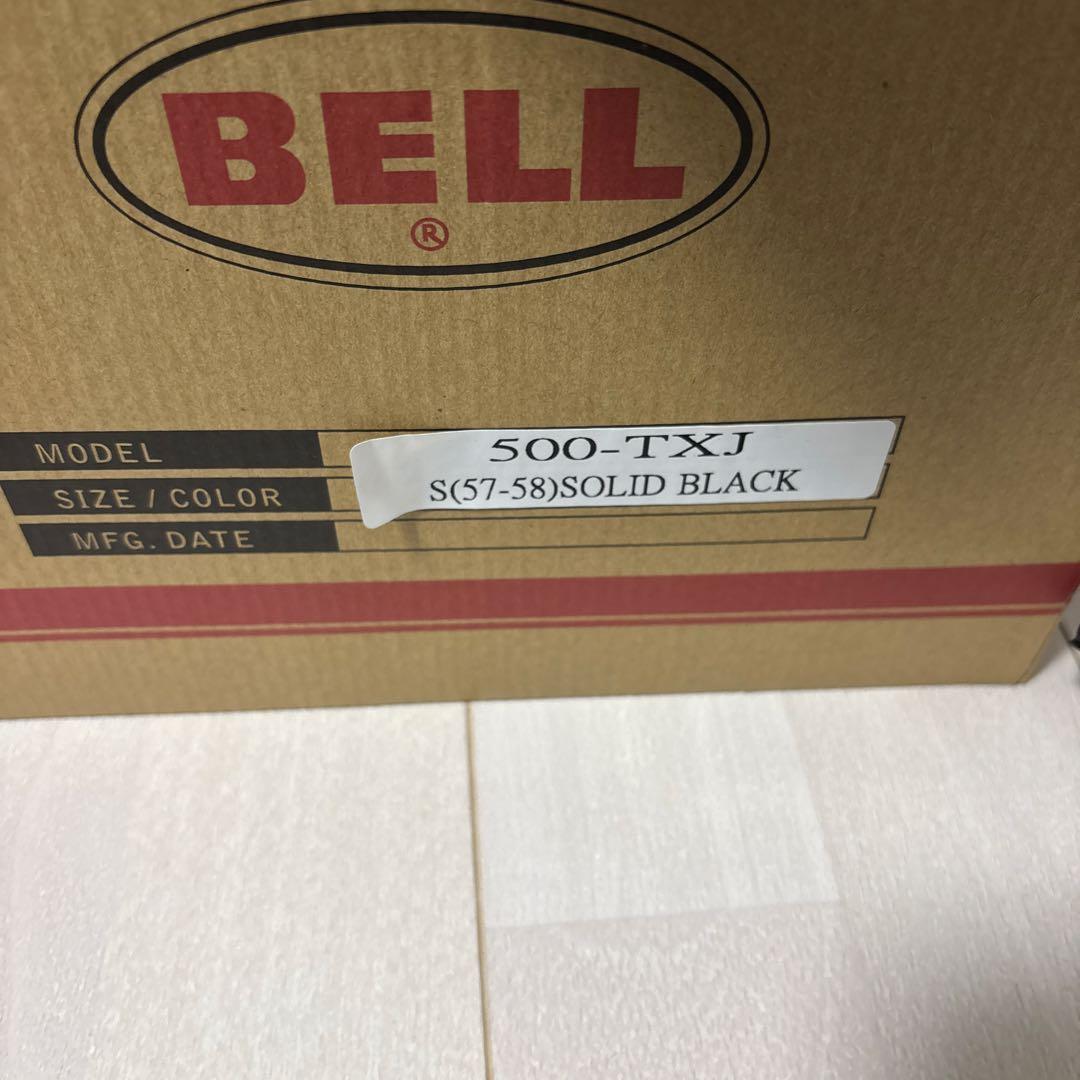 BELL
®
MODEL 500-TXJ
SIZE / COLOR S(57-58)SOLID BLACK
MFG. DATE